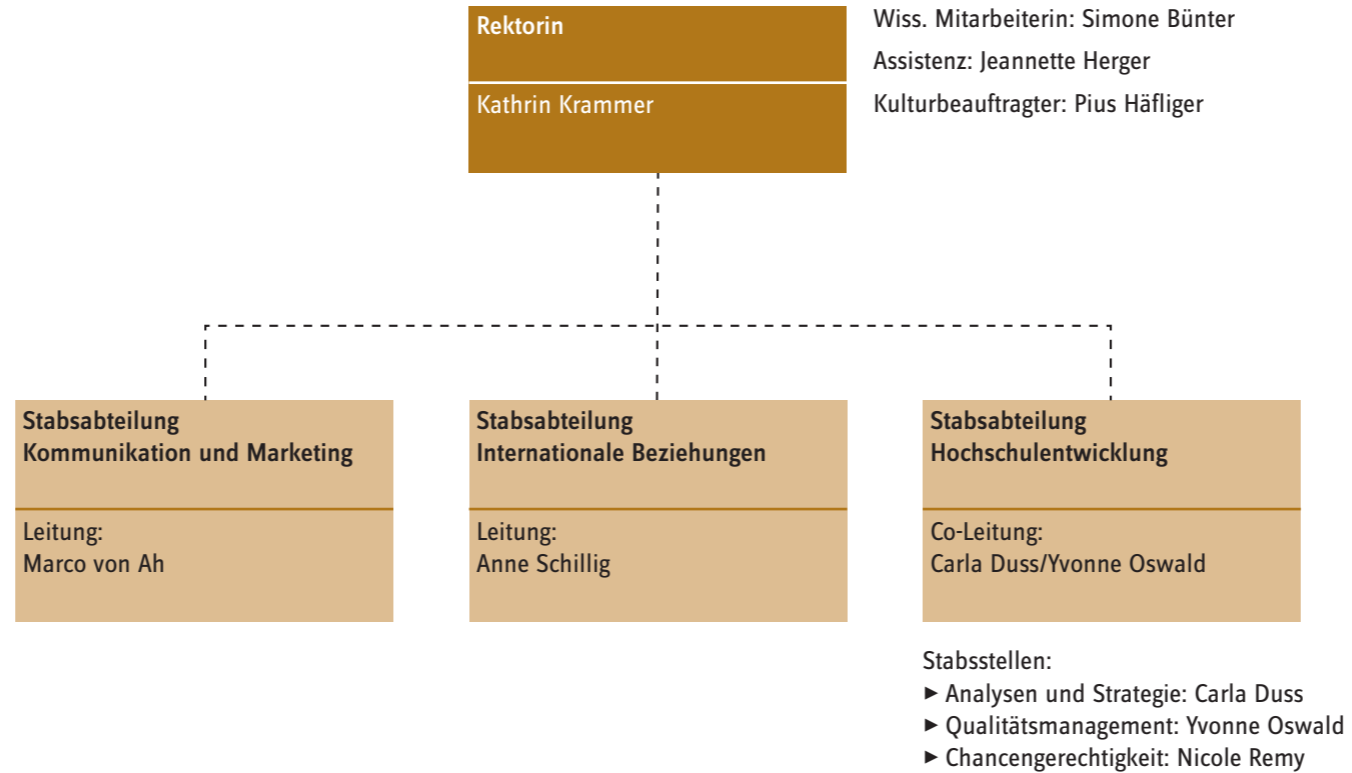 Rektorin
Kathrin Krammer
Wiss. Mitarbeiterin: Simone Bünter
Assistenz: Jeannette Herger
Kulturbeauftragter: Pius Häfliger
Stabsabteilung
Kommunikation und Marketing
Leitung:
Marco von Ah
Stabsabteilung
Internationale Beziehungen
Leitung:
Anne Schillig
Stabsabteilung
Hochschulentwicklung
Co-Leitung:
Carla Duss/Yvonne Oswald
Stabsstellen:
► Analysen und Strategie: Carla Duss
► Qualitätsmanagement: Yvonne Oswald
► Chancengerechtigkeit: Nicole Remy